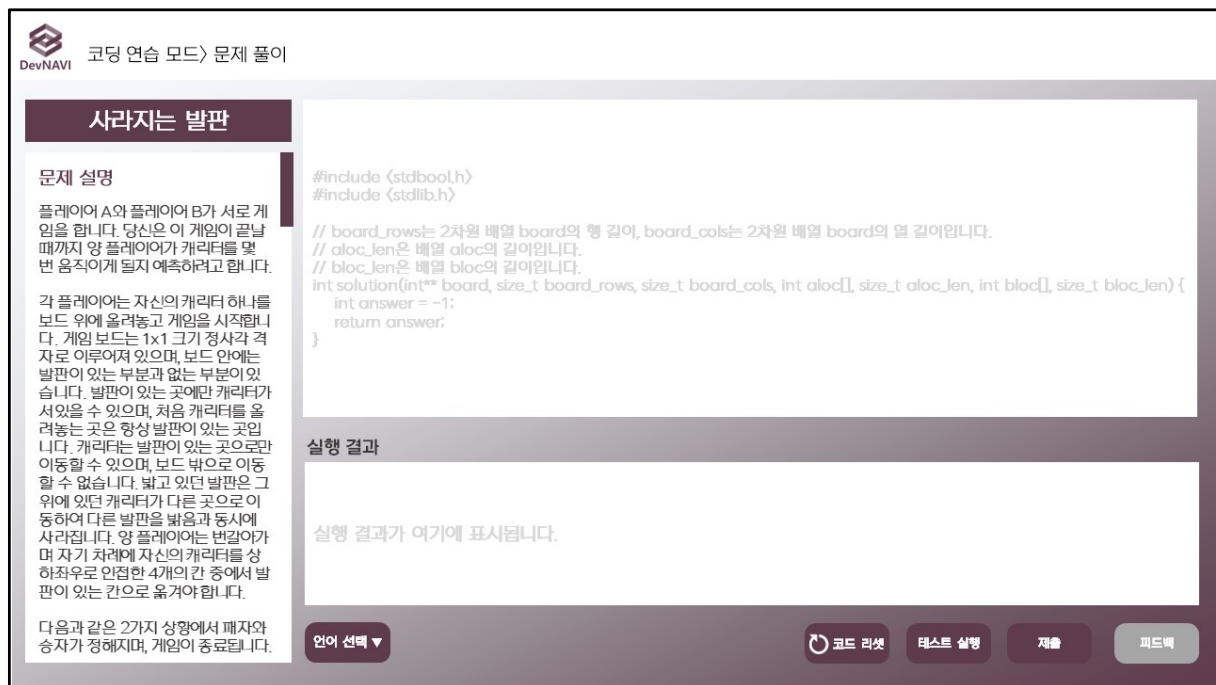 DevNAVI
코딩 연습 모드> 문제 풀이
사라지는 발판
문제 설명
플레이어 A와 플레이어 B가 서로 게
임을 합니다. 당신은 이 게임이 끝날
때까지 양 플레이어가 캐릭터를 몇
번 움직이게 될지 예측하려고 합니다.
각 플레이어는 자신의 캐릭터 하나를
보드 위에 올려놓고 게임을 시작합니
다. 게임 보드는 1x1 크기 정사각 격
자로 이루어져 있으며, 보드 안에는
발판이 있는 부분과 없는 부분이 있
습니다. 발판이 있는 곳에만 캐릭터가
서있을 수 있으며, 처음 캐릭터를 올
려놓는 곳은 항상 발판이 있는 곳입
니다. 캐릭터는 발판이 있는 곳으로만
이동할 수 있으며, 보드 밖으로 이동
할 수 없습니다. 밟고 있던 발판은 그
위에 있던 캐릭터가 다른 곳으로 이
동하여 다른 발판을 밟음과 동시에
사라집니다. 양 플레이어는 번갈아가
며 자기 차례에 자신의 캐릭터를 상
하좌우로 인접한 4개의 칸 중에서 발
판이 있는 칸으로 옮겨야 합니다.
다음과 같은 2가지 상황에서 패자와
승자가 정해지며, 게임이 종료됩니다.
#include <stdbool.h>
#include <stdlib.h>
// board_rows는 2차원 배열 board의 행 길이, board_cols는 2차원 배열 board의 열 길이입니다.
// aloc_len은 배열 aloc의 길이입니다.
// bloc_len은 배열 bloc의 길이입니다.
int solution(int** board, size_t board_rows, size_t board_cols, int aloc[], size_t aloc_len, int bloc[], size_t bloc_len) {
int answer = -1;
return answer;
}
실행 결과
실행 결과가 여기에 표시됩니다.
언어 선택 ▼
코드 리셋
테스트 실행
제출
피드백